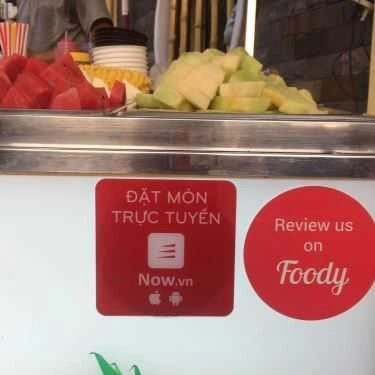 ĐẶT MÓN
TRỰC TUYẾN
Now.vn
Review us
on
Foody